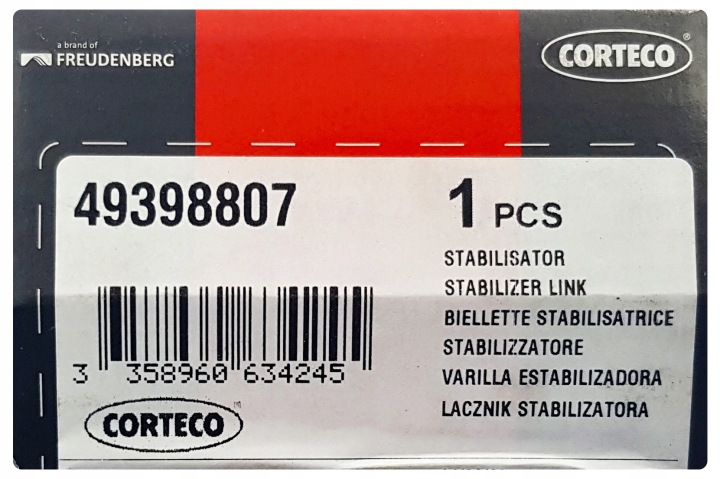 a brand of
FREUDENBERG
CORTECO®
49398807
1 PCS
STABILISATOR
STABILIZER LINK
BIELLETTE STABILISATRICE
STABILIZZATORE
VARILLA ESTABILIZADORA
LACZNIK STABILIZATORA
3 358960 634245
CORTECO™